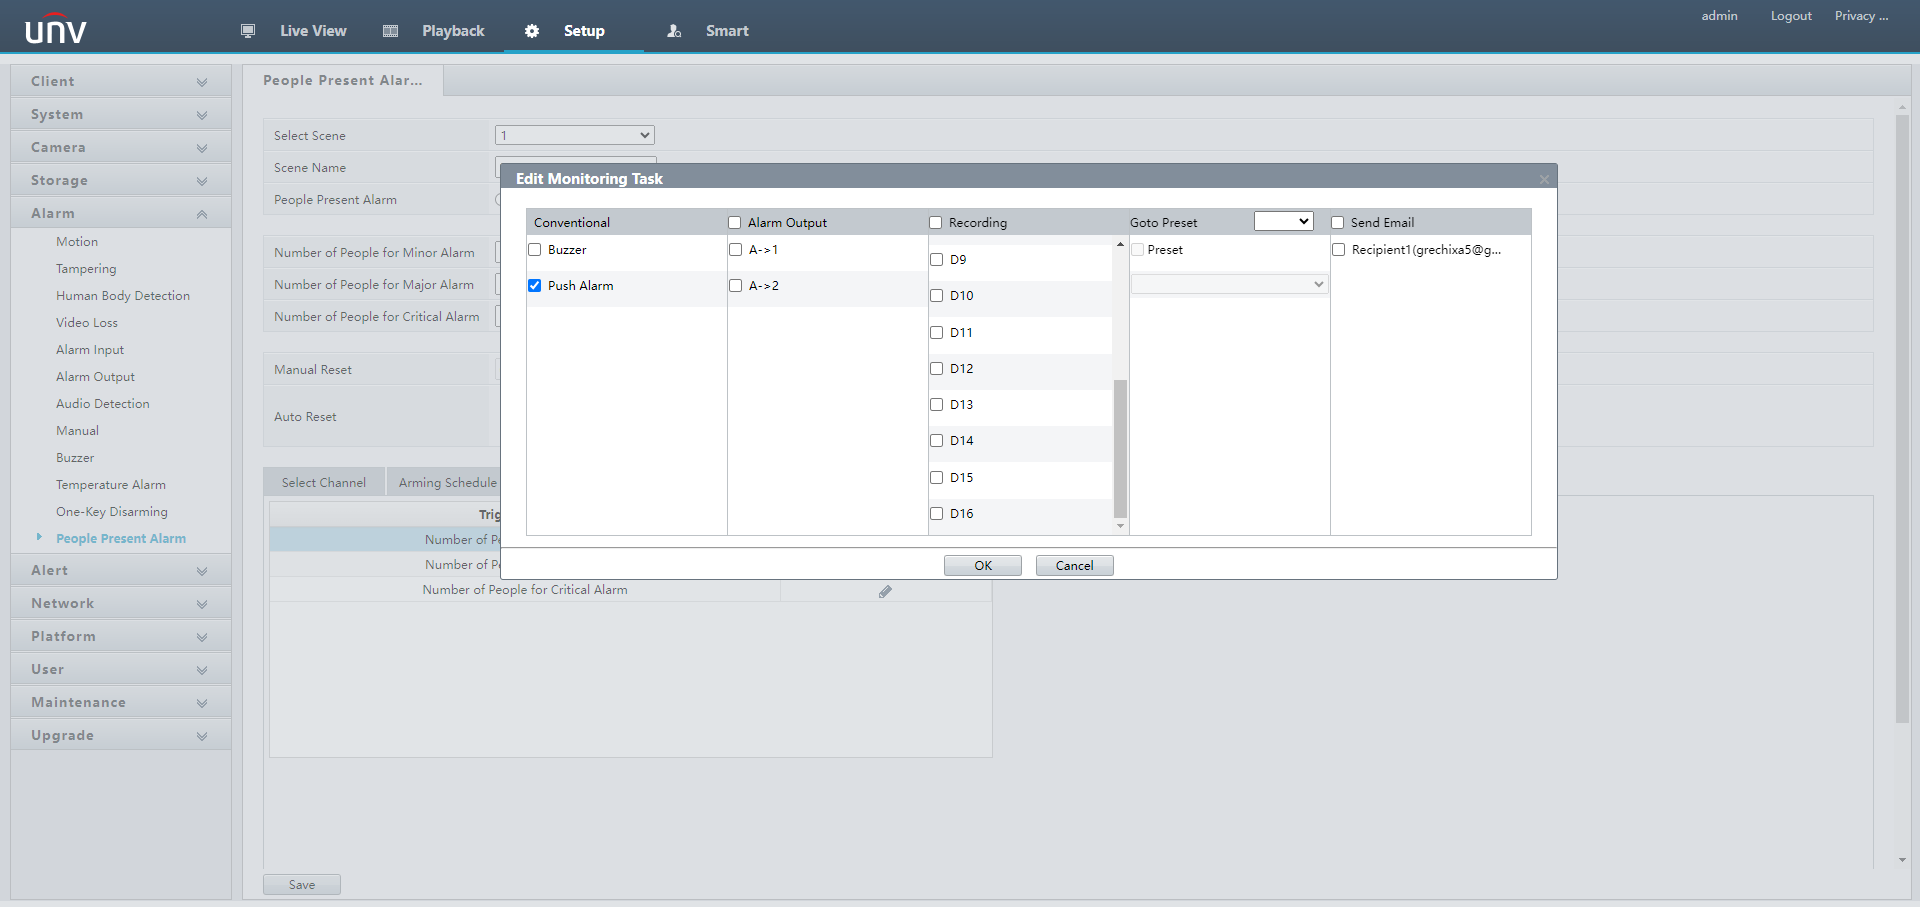 unv
Live View
Playback
Setup
Smart
admin
Logout
Privacy ...
Client
System
Camera
Storage
Alarm
Motion
Tampering
Human Body Detection
Video Loss
Alarm Input
Alarm Output
Audio Detection
Manual
Buzzer
Temperature Alarm
One-Key Disarming
People Present Alarm
Alert
Network
Platform
User
Maintenance
Upgrade
People Present Alar...
Select Scene
1
Scene Name
People Present Alarm
Number of People for Minor Alarm
Number of People for Major Alarm
Number of People for Critical Alarm
Manual Reset
Auto Reset
Select Channel
Arming Schedule
Trig
Number of Pe
Number of Pe
Number of People for Critical Alarm
Save
Edit Monitoring Task
Conventional
Alarm Output
Recording
Goto Preset
Send Email
Buzzer
Push Alarm
A->1
A->2
D9
D10
D11
D12
D13
D14
D15
D16
Preset
Recipient1(grechixa5@g...
OK
Cancel